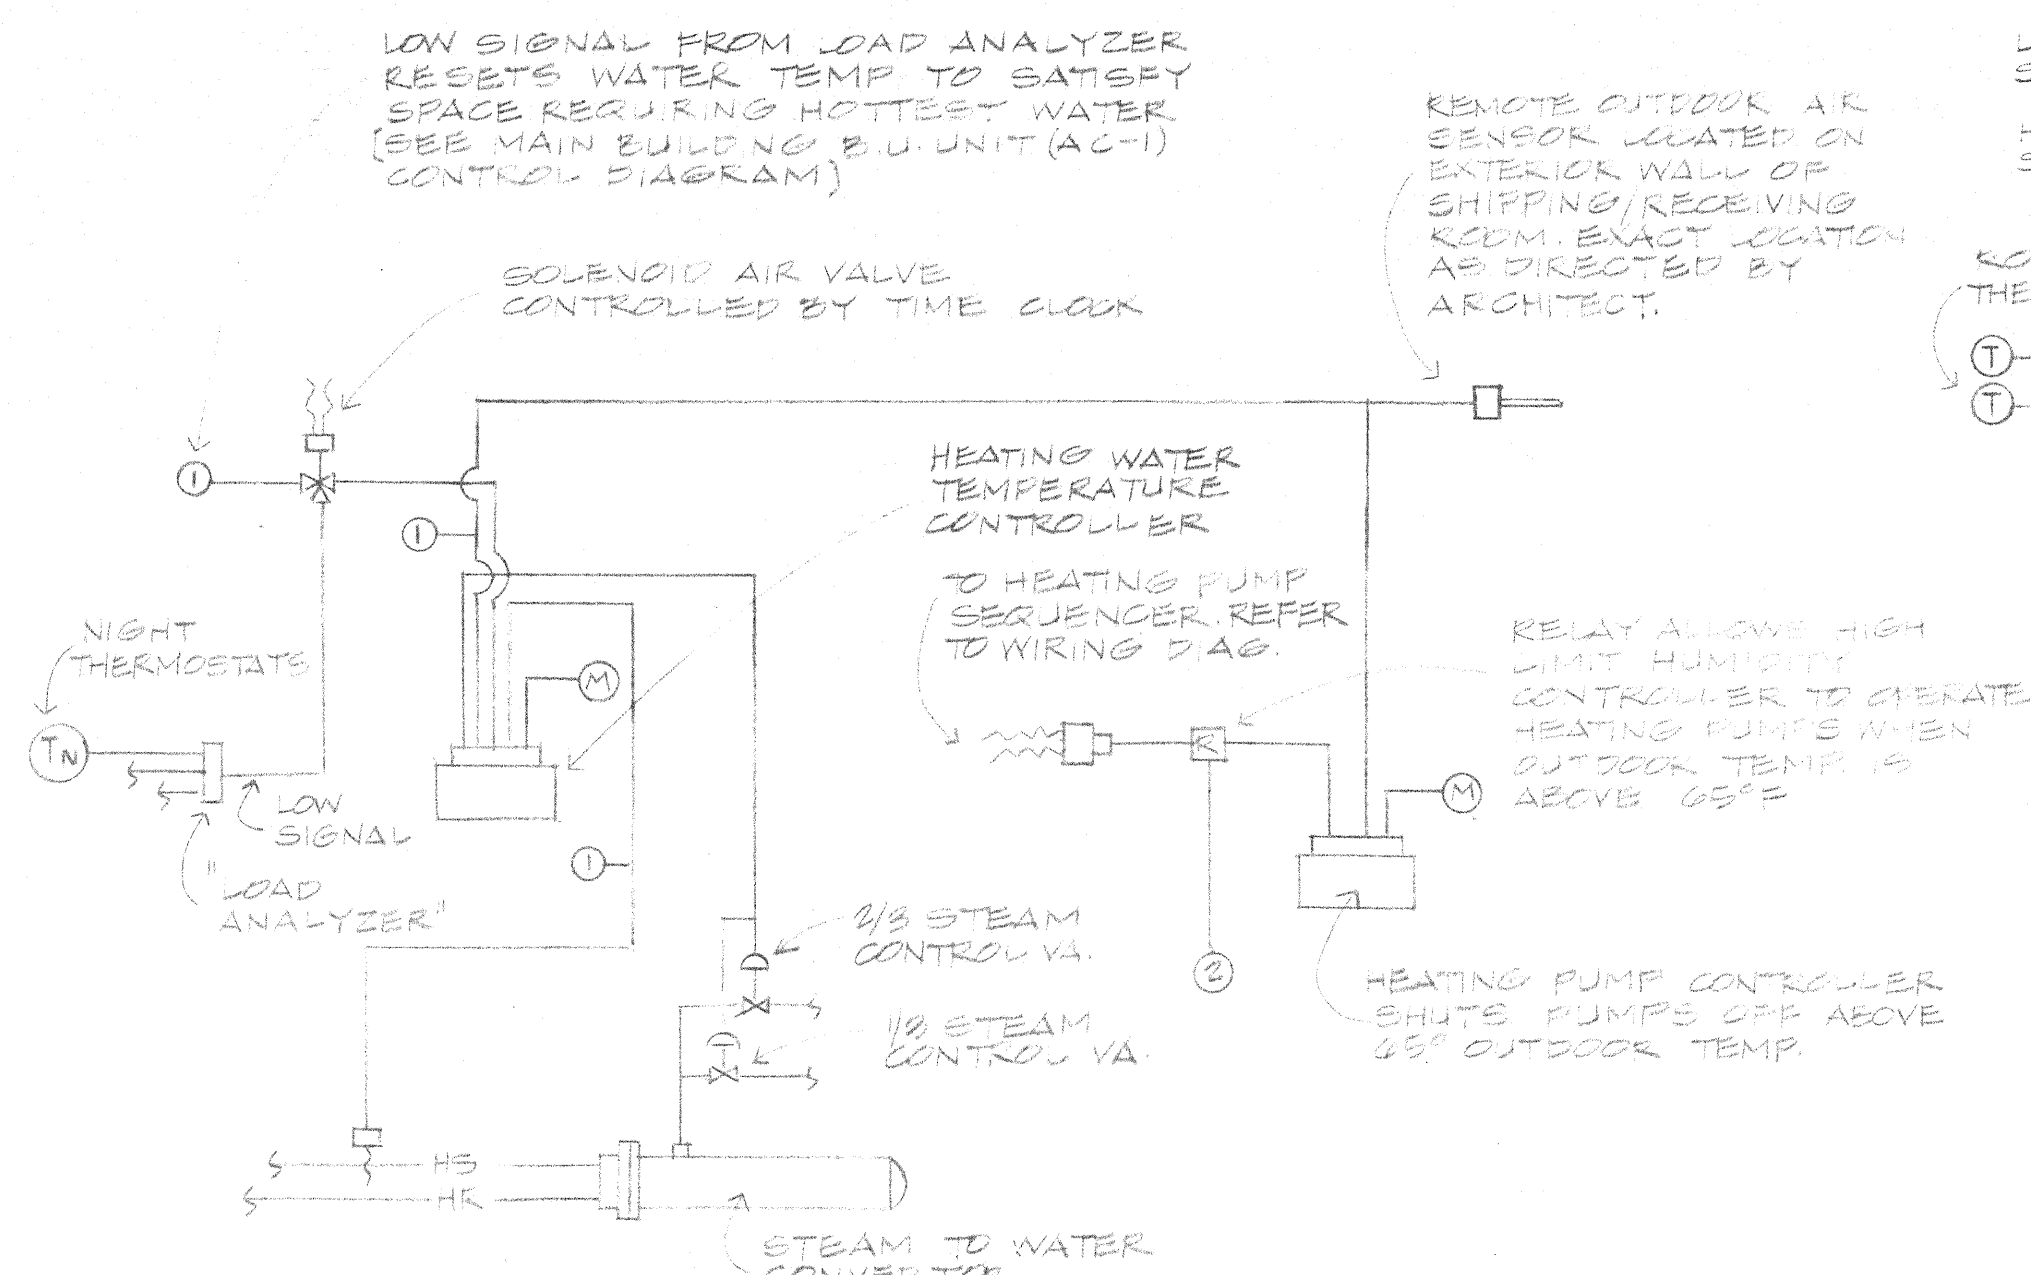 LOW SIGNAL FROM LOAD ANALYZER
RESETS WATER TEMP TO SATISFY
SPACE REQUIRING HOTTEST WATER
(SEE MAIN BUILDING B.U. UNIT (AC-1)
CONTROL DIAGRAM)
REMOTE OUTDOOR AIR
SENSOR LOCATED ON
EXTERIOR WALL OF
SHIPPING/RECEIVING
ROOM. EXACT LOCATION
AS DIRECTED BY
ARCHITECT.
SOLENOID AIR VALVE
CONTROLLED BY TIME CLOCK
T
T
1
1
HEATING WATER
TEMPERATURE
CONTROLLER
TO HEATING PUMP
SEQUENCER. REFER
TO WIRING DIAG.
RELAY ALLOWS HIGH
LIMIT HUMIDITY
CONTROLLER TO OPERATE
HEATING PUMPS WHEN
OUTDOOR TEMP. IS
ABOVE 65°F
NIGHT
THERMOSTATS
TN
M
R
M
LOW
SIGNAL
"LOAD
ANALYZER"
1
2/3 STEAM
CONTROL VA.
1/3 STEAM
CONTROL VA.
2
HEATING PUMP CONTROLLER
SHUTS PUMPS OFF ABOVE
65° OUTDOOR TEMP.
HS
HR
STEAM TO WATER
CONVERTOR